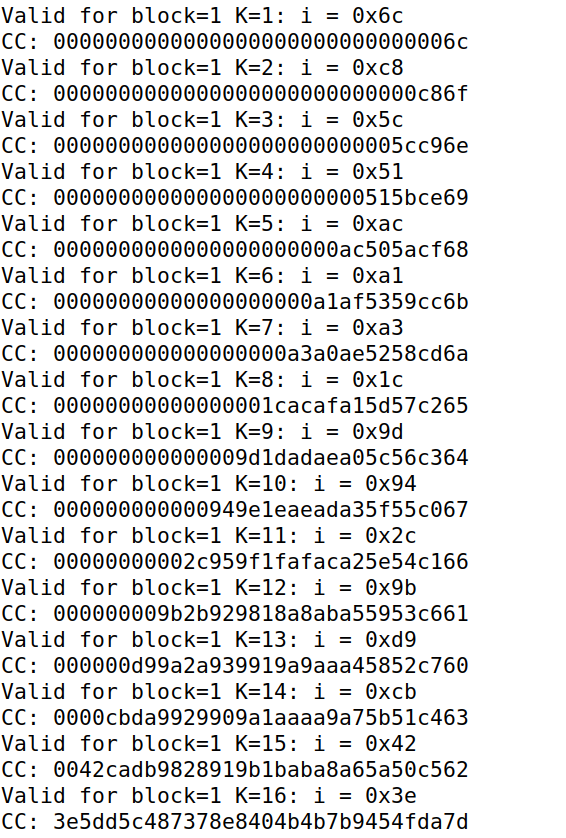 Valid for block=1 K=1: i = 0x6c
CC: 0000000000000000000000000000006c
Valid for block=1 K=2: i = 0xc8
CC: 0000000000000000000000000000c86f
Valid for block=1 K=3: i = 0x5c
CC: 000000000000000000000000005cc96e
Valid for block=1 K=4: i = 0x51
CC: 000000000000000000000000515bce69
Valid for block=1 K=5: i = 0xac
CC: 0000000000000000000000ac505acf68
Valid for block=1 K=6: i = 0xa1
CC: 00000000000000000000a1af5359cc6b
Valid for block=1 K=7: i = 0xa3
CC: 000000000000000000a3a0ae5258cd6a
Valid for block=1 K=8: i = 0x1c
CC: 00000000000000001cacafa15d57c265
Valid for block=1 K=9: i = 0x9d
CC: 000000000000009d1dadaea05c56c364
Valid for block=1 K=10: i = 0x94
CC: 000000000000949e1eaeada35f55c067
Valid for block=1 K=11: i = 0x2c
CC: 00000000002c959f1fafaca25e54c166
Valid for block=1 K=12: i = 0x9b
CC: 000000009b2b929818a8aba55953c661
Valid for block=1 K=13: i = 0xd9
CC: 000000d99a2a939919a9aaa45852c760
Valid for block=1 K=14: i = 0xcb
CC: 0000cbda9929909a1aaaa9a75b51c463
Valid for block=1 K=15: i = 0x42
CC: 0042cadb9828919b1baba8a65a50c562
Valid for block=1 K=16: i = 0x3e
CC: 3e5dd5c487378e8404b4b7b9454fda7d